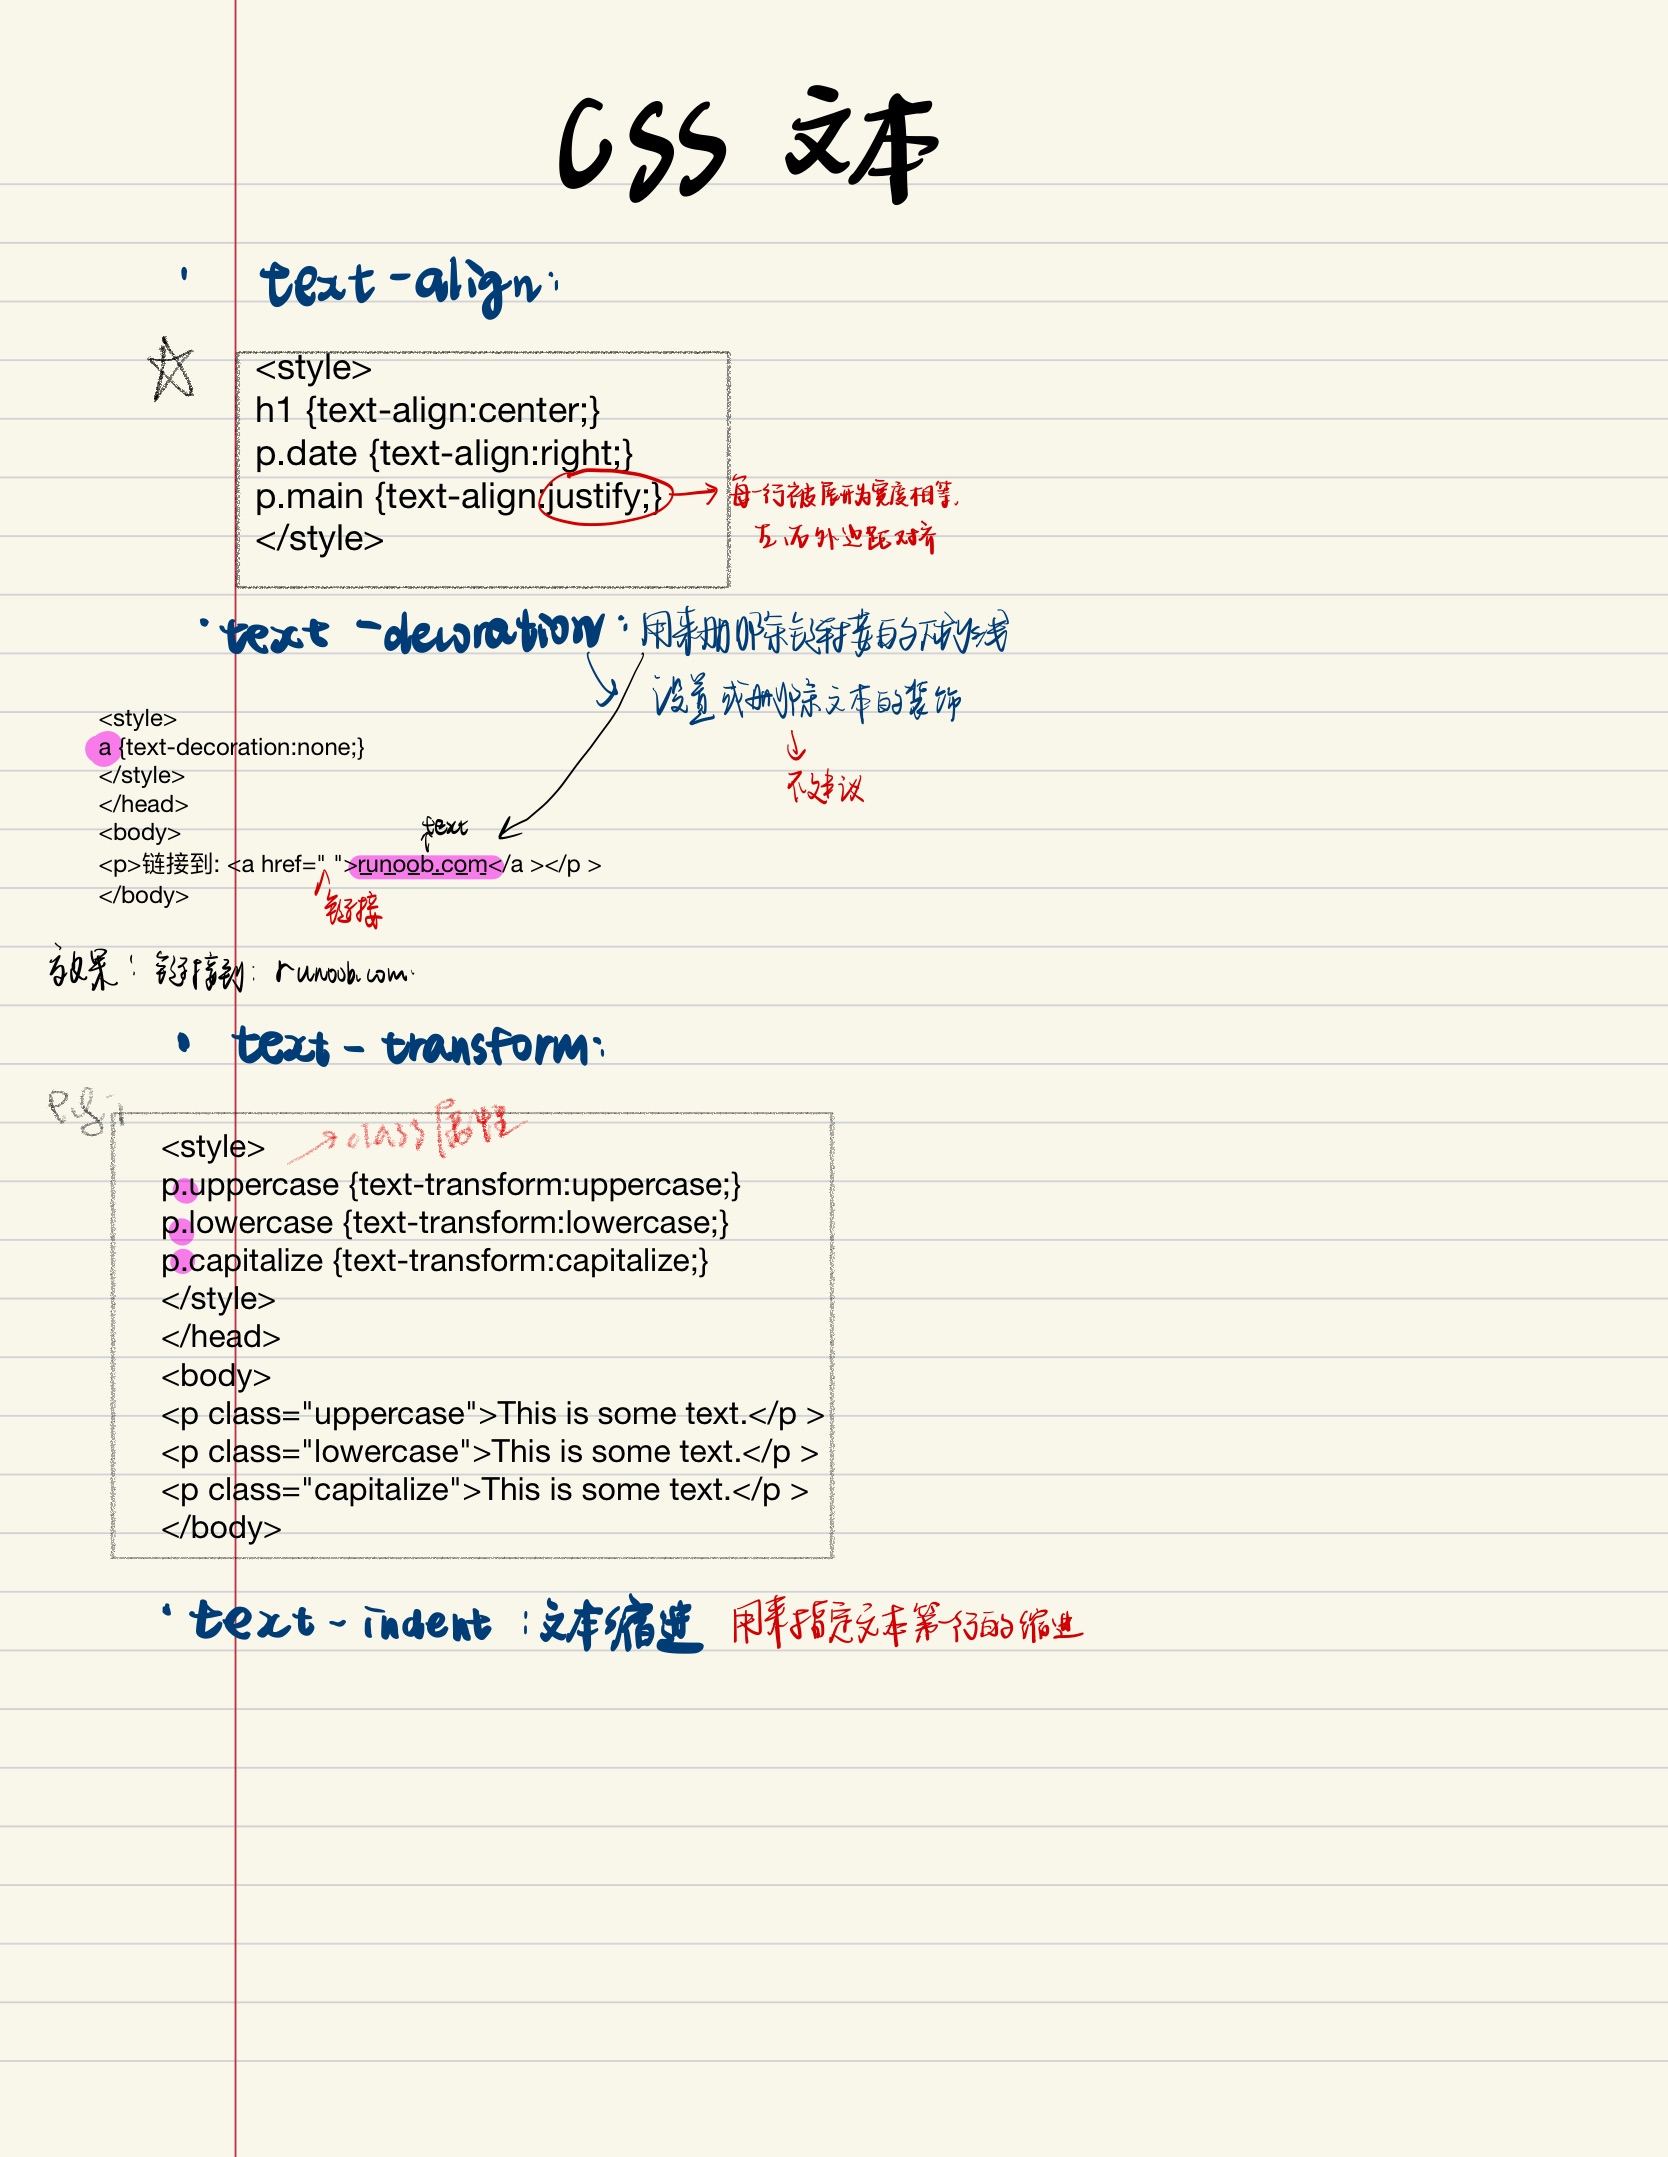 CSS 文本
· text-align:
<style>
h1 {text-align:center;}
p.date {text-align:right;}
p.main {text-align:justify;}
每一行被展开为宽度相等,
左,右外边距对齐
</style>
· text-decoration: 用来删除链接的下划线
设置或删除文本的装饰
不建议
<style>
a {text-decoration:none;}
</style>
</head>
<body>
text
<p>链接到: <a href=" ">runoob.com</a ></p >
链接
</body>
效果: 链接到: runoob.com.
· text-transform:
e.g.
class属性
<style>
p.uppercase {text-transform:uppercase;}
p.lowercase {text-transform:lowercase;}
p.capitalize {text-transform:capitalize;}
</style>
</head>
<body>
<p class="uppercase">This is some text.</p >
<p class="lowercase">This is some text.</p >
<p class="capitalize">This is some text.</p >
</body>
· text-indent :文本缩进 用来指定文本第一行的缩进